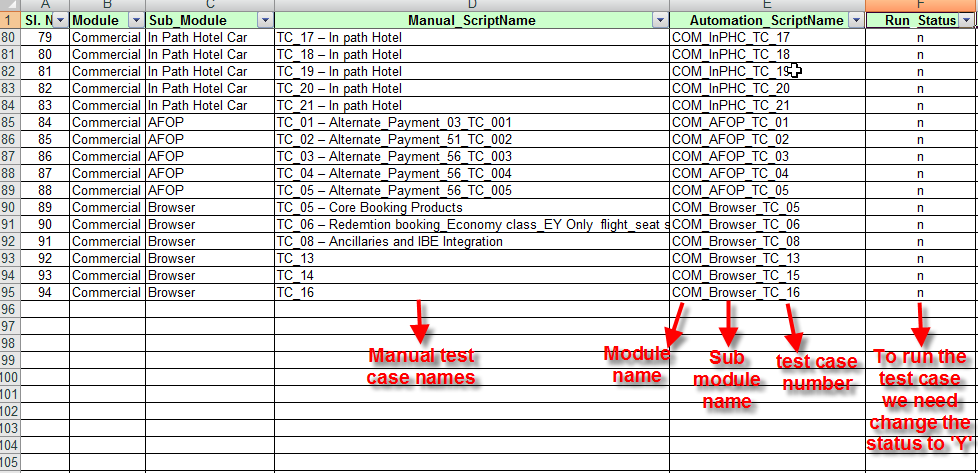 A B C D E F
1 Sl. N Module Sub_Module Manual_ScriptName Automation_ScriptName Run_Status
80 79 Commercial In Path Hotel Car TC_17 – In path Hotel COM_InPHC_TC_17 n
81 80 Commercial In Path Hotel Car TC_18 – In path Hotel COM_InPHC_TC_18 n
82 81 Commercial In Path Hotel Car TC_19 – In path Hotel COM_InPHC_TC_19 n
83 82 Commercial In Path Hotel Car TC_20 – In path Hotel COM_InPHC_TC_20 n
84 83 Commercial In Path Hotel Car TC_21 – In path Hotel COM_InPHC_TC_21 n
85 84 Commercial AFOP TC_01 – Alternate_Payment_03_TC_001 COM_AFOP_TC_01 n
86 85 Commercial AFOP TC_02 – Alternate_Payment_51_TC_002 COM_AFOP_TC_02 n
87 86 Commercial AFOP TC_03 – Alternate_Payment_56_TC_003 COM_AFOP_TC_03 n
88 87 Commercial AFOP TC_04 – Alternate_Payment_56_TC_004 COM_AFOP_TC_04 n
89 88 Commercial AFOP TC_05 – Alternate_Payment_56_TC_005 COM_AFOP_TC_05 n
90 89 Commercial Browser TC_05 – Core Booking Products COM_Browser_TC_05 n
91 90 Commercial Browser TC_06 – Redemtion booking_Economy class_EY Only flight_seat s COM_Browser_TC_06 n
92 91 Commercial Browser TC_08 – Ancillaries and IBE Integration COM_Browser_TC_08 n
93 92 Commercial Browser TC_13 COM_Browser_TC_13 n
94 93 Commercial Browser TC_14 COM_Browser_TC_15 n
95 94 Commercial Browser TC_16 COM_Browser_TC_16 n
96
97
98
99
100
101
102
103
104
105
Manual test
case names
Module
name
Sub
module
name
test case
number
To run the
test case
we need
change the
status to 'Y'